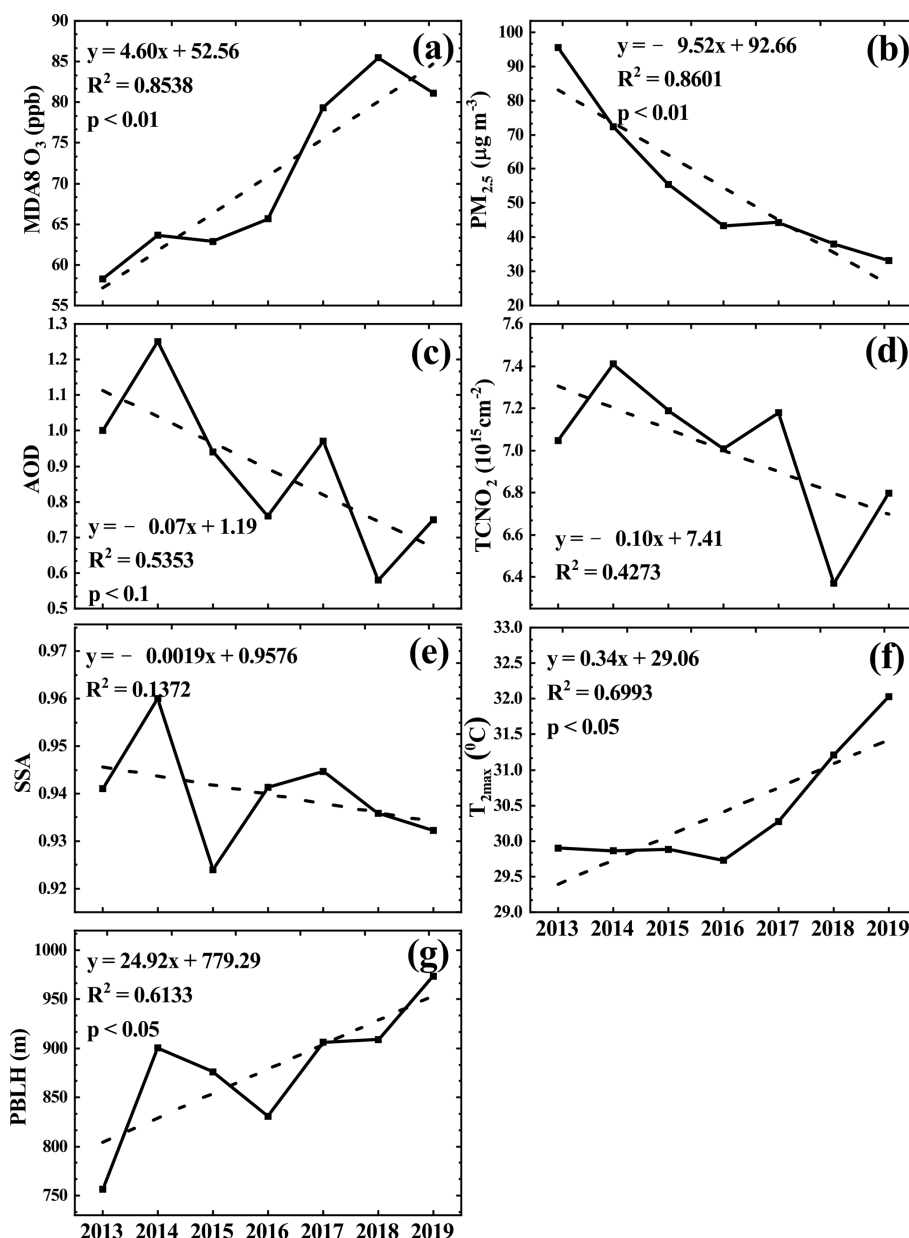 (a)
y = 4.60x + 52.56
R² = 0.8538
p < 0.01
MDA8 O₃ (ppb)
90
85
80
75
70
65
60
55
(b)
y = − 9.52x + 92.66
R² = 0.8601
p < 0.01
PM₂.₅ (μg m⁻³)
100
90
80
70
60
50
40
30
20
(c)
y = − 0.07x + 1.19
R² = 0.5353
p < 0.1
AOD
1.3
1.2
1.1
1.0
0.9
0.8
0.7
0.6
0.5
(d)
y = − 0.10x + 7.41
R² = 0.4273
TCNO₂ (10¹⁵cm⁻²)
7.6
7.2
6.8
6.4
(e)
y = − 0.0019x + 0.9576
R² = 0.1372
SSA
0.97
0.96
0.95
0.94
0.93
0.92
(f)
y = 0.34x + 29.06
R² = 0.6993
p < 0.05
T₂max (⁰C)
33.0
32.5
32.0
31.5
31.0
30.5
30.0
29.5
29.0
2013 2014 2015 2016 2017 2018 2019
(g)
y = 24.92x + 779.29
R² = 0.6133
p < 0.05
PBLH (m)
1000
950
900
850
800
750
2013 2014 2015 2016 2017 2018 2019